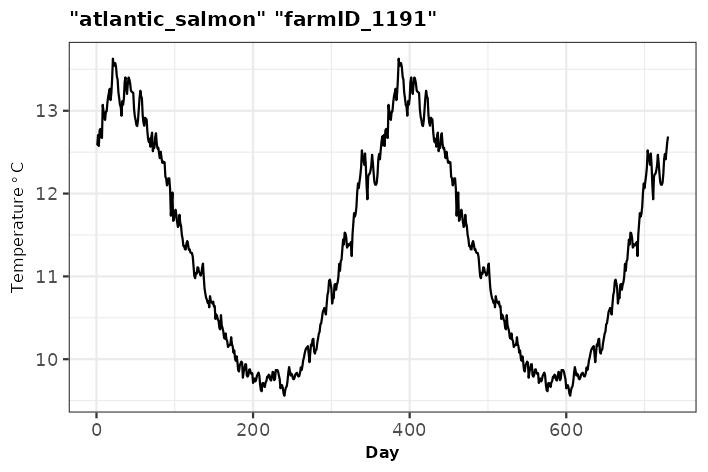 "atlantic_salmon" "farmID_1191"
Temperature ° C
13
12
11
10
0 200 400 600
Day